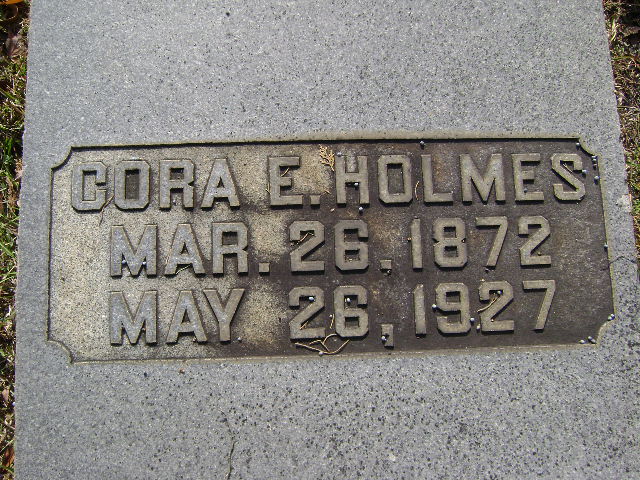 CORA E. HOLMES
MAR. 26. 1872
MAY 26, 1927